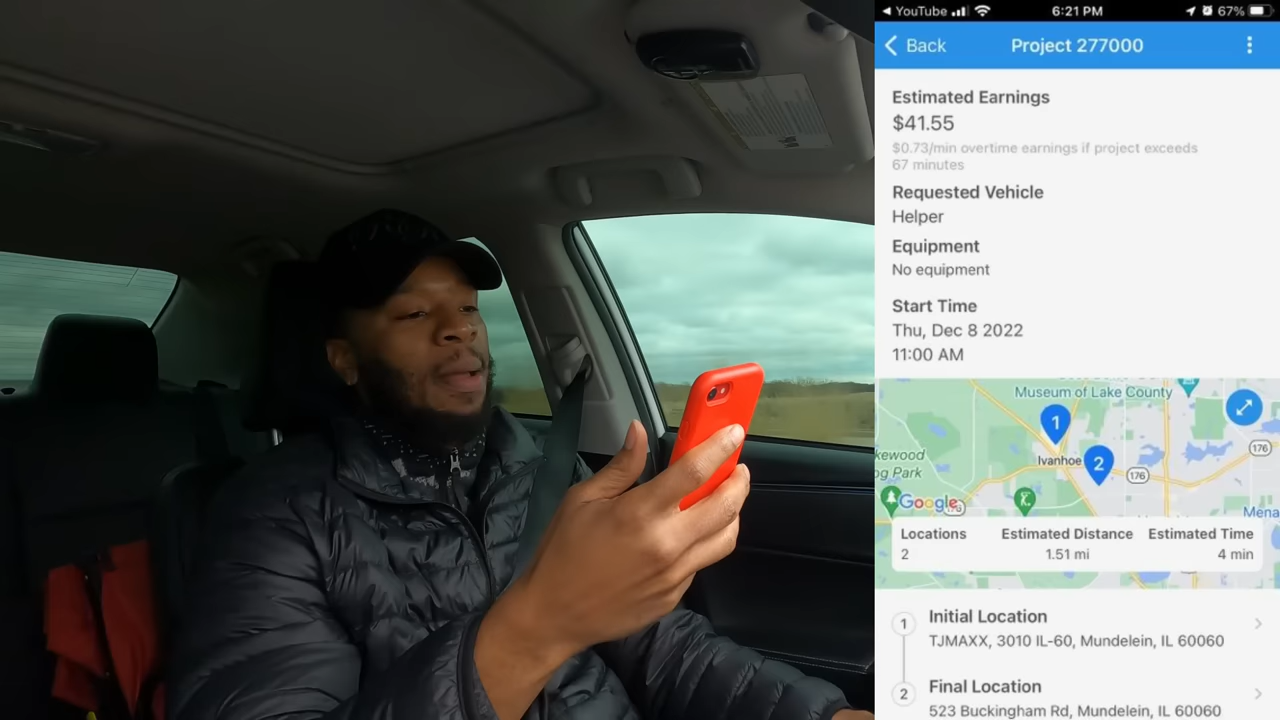 YouTube
6:21 PM
67%
Back
Project 277000
Estimated Earnings
$41.55
$0.73/min overtime earnings if project exceeds
67 minutes
Requested Vehicle
Helper
Equipment
No equipment
Start Time
Thu, Dec 8 2022
11:00 AM
Museum of Lake County
1
kewood
og Park
Ivanhoe
2
176
176
Google
Mena
Locations
Estimated Distance
Estimated Time
2
1.51 mi
4 min
1
Initial Location
TJMAXX, 3010 IL-60, Mundelein, IL 60060
2
Final Location
523 Buckingham Rd, Mundelein, IL 60060